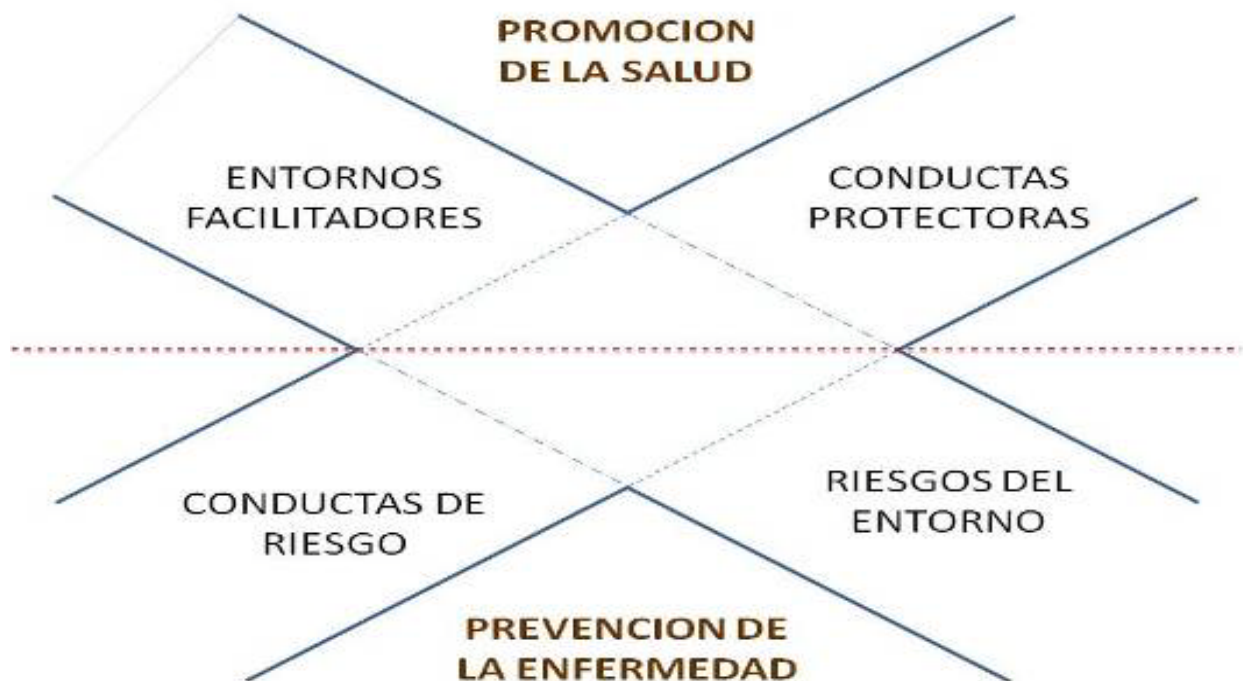 PROMOCION
DE LA SALUD
ENTORNOS
FACILITADORES
CONDUCTAS
PROTECTORAS
CONDUCTAS DE
RIESGO
RIESGOS DEL
ENTORNO
PREVENCION DE
LA ENFERMEDAD